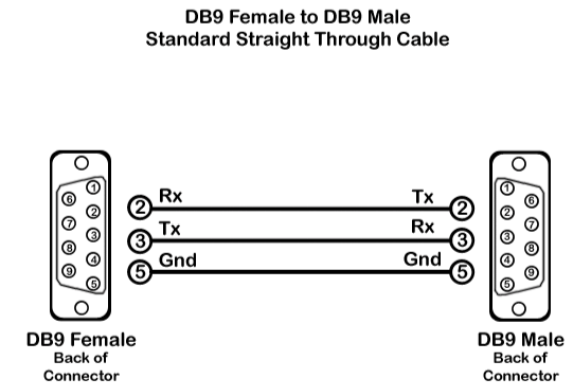 DB9 Female to DB9 Male
Standard Straight Through Cable
1
6
2
7
3
8
4
9
5
2 Rx Tx 2
3 Tx Rx 3
5 Gnd Gnd 5
1
6
2
7
3
8
4
9
5
DB9 Female
Back of
Connector
DB9 Male
Back of
Connector